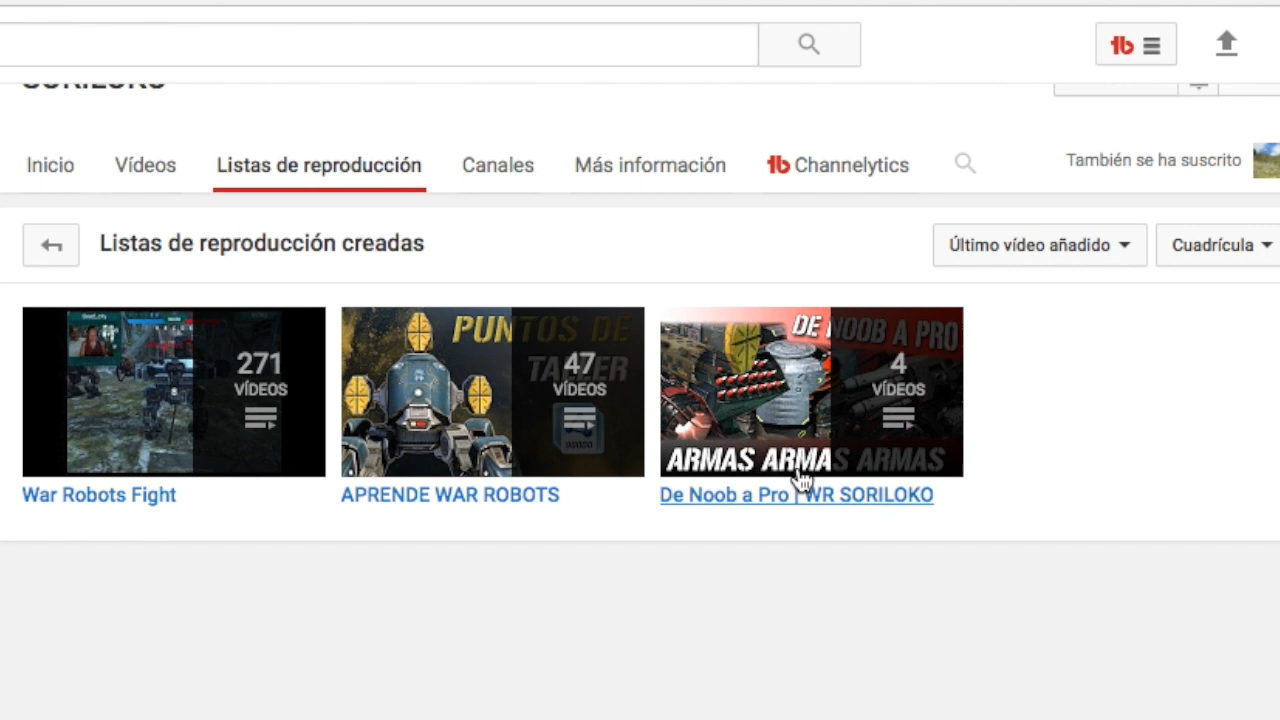 SORILOKO
Inicio
Vídeos
Listas de reproducción
Canales
Más información
Channelytics
También se ha suscrito
Listas de reproducción creadas
Último vídeo añadido
Cuadrícula
271
VÍDEOS
PUNTOS DE
TALLER
47
VÍDEOS
DE NOOB A PRO
4
VÍDEOS
ARMAS ARMAS ARMAS
War Robots Fight
APRENDE WAR ROBOTS
De Noob a Pro | WR SORILOKO